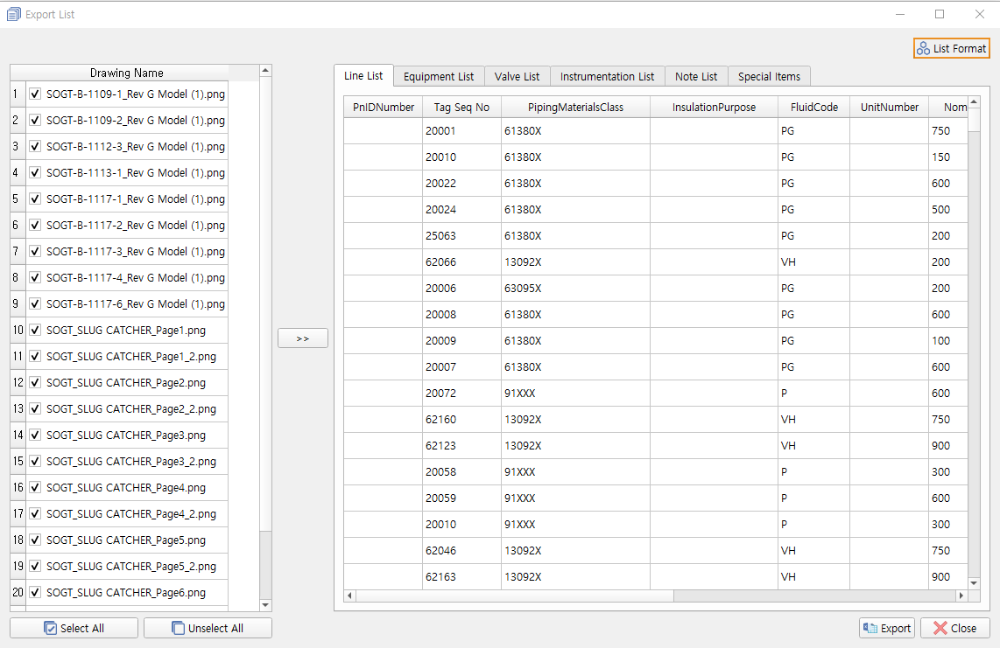 Export List
List Format
Drawing Name
1 SOGT-B-1109-1_Rev G Model (1).png
2 SOGT-B-1109-2_Rev G Model (1).png
3 SOGT-B-1112-3_Rev G Model (1).png
4 SOGT-B-1113-1_Rev G Model (1).png
5 SOGT-B-1117-1_Rev G Model (1).png
6 SOGT-B-1117-2_Rev G Model (1).png
7 SOGT-B-1117-3_Rev G Model (1).png
8 SOGT-B-1117-4_Rev G Model (1).png
9 SOGT-B-1117-6_Rev G Model (1).png
10 SOGT_SLUG CATCHER_Page1.png
11 SOGT_SLUG CATCHER_Page1_2.png
12 SOGT_SLUG CATCHER_Page2.png
13 SOGT_SLUG CATCHER_Page2_2.png
14 SOGT_SLUG CATCHER_Page3.png
15 SOGT_SLUG CATCHER_Page3_2.png
16 SOGT_SLUG CATCHER_Page4.png
17 SOGT_SLUG CATCHER_Page4_2.png
18 SOGT_SLUG CATCHER_Page5.png
19 SOGT_SLUG CATCHER_Page5_2.png
20 SOGT_SLUG CATCHER_Page6.png
Select All Unselect All
>>
Line List Equipment List Valve List Instrumentation List Note List Special Items
PnIDNumber Tag Seq No PipingMaterialsClass InsulationPurpose FluidCode UnitNumber Nom
20001 61380X PG 750
20010 61380X PG 150
20022 61380X PG 600
20024 61380X PG 500
25063 61380X PG 200
62066 13092X VH 200
20006 63095X PG 200
20008 61380X PG 600
20009 61380X PG 100
20007 61380X PG 600
20072 91XXX P 600
62160 13092X VH 750
62123 13092X VH 900
20058 91XXX P 300
20059 91XXX P 600
20010 91XXX P 300
62046 13092X VH 750
62163 13092X VH 900
Export Close